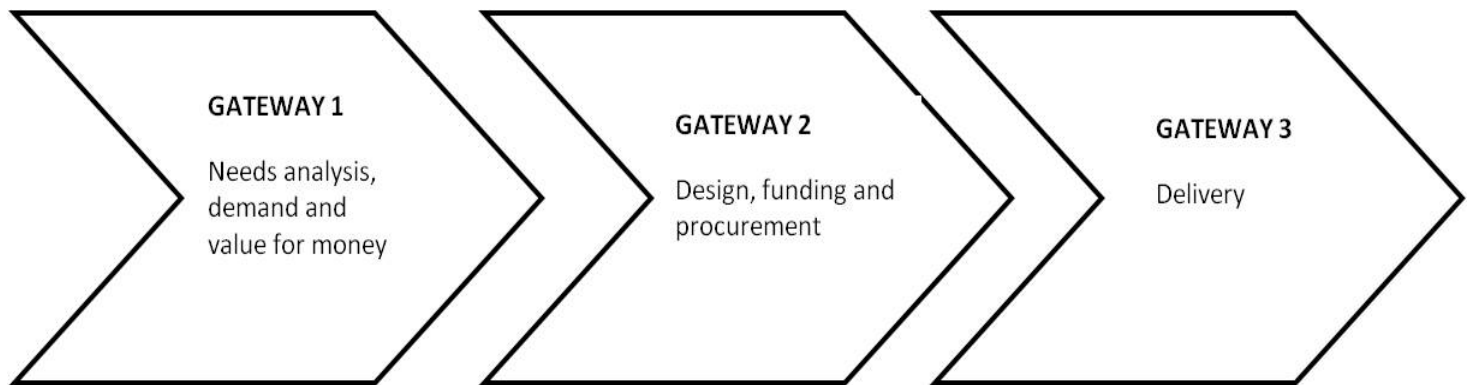 GATEWAY 1
Needs analysis,
demand and
value for money
GATEWAY 2
Design, funding and
procurement
GATEWAY 3
Delivery